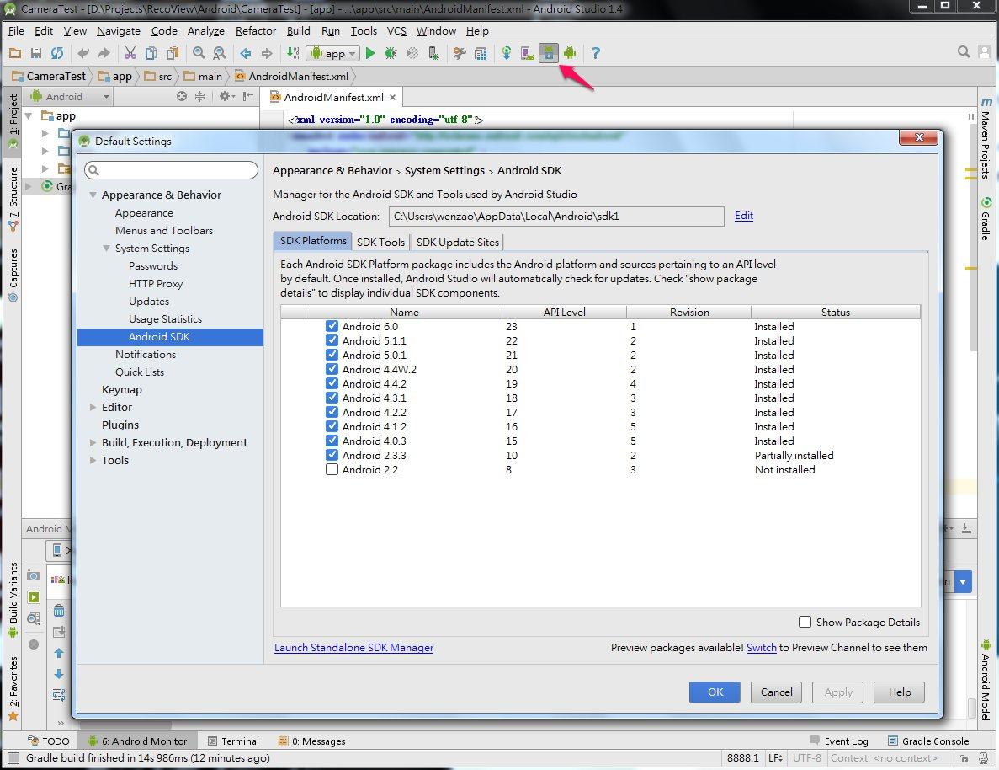 CameraTest - [D:\Projects\RecoView\Android\CameraTest] - [app] - ...\app\src\main\AndroidManifest.xml - Android Studio 1.4
File Edit View Navigate Code Analyze Refactor Build Run Tools VCS Window Help
app
CameraTest app src main AndroidManifest.xml
Android
AndroidManifest.xml
app
<?xml version="1.0" encoding="utf-8"?>
1: Project
7: Structure
Captures
Build Variants
2: Favorites
Maven Projects
Gradle
Android Model
Default Settings
Appearance & Behavior
Appearance
Menus and Toolbars
System Settings
Passwords
HTTP Proxy
Updates
Usage Statistics
Android SDK
Notifications
Quick Lists
Keymap
Editor
Plugins
Build, Execution, Deployment
Tools
Appearance & Behavior › System Settings › Android SDK
Manager for the Android SDK and Tools used by Android Studio
Android SDK Location: C:\Users\wenzao\AppData\Local\Android\sdk1 Edit
SDK Platforms SDK Tools SDK Update Sites
Each Android SDK Platform package includes the Android platform and sources pertaining to an API level
by default. Once installed, Android Studio will automatically check for updates. Check "show package
details" to display individual SDK components.
Name API Level Revision Status
Android 6.0 23 1 Installed
Android 5.1.1 22 2 Installed
Android 5.0.1 21 2 Installed
Android 4.4W.2 20 2 Installed
Android 4.4.2 19 4 Installed
Android 4.3.1 18 3 Installed
Android 4.2.2 17 3 Installed
Android 4.1.2 16 5 Installed
Android 4.0.3 15 5 Installed
Android 2.3.3 10 2 Partially installed
Android 2.2 8 3 Not installed
Show Package Details
Launch Standalone SDK Manager
Preview packages available! Switch to Preview Channel to see them
OK Cancel Apply Help
TODO 6: Android Monitor Terminal 0: Messages Event Log Gradle Console
Gradle build finished in 14s 986ms (12 minutes ago) 8888:1 LF UTF-8 Context: <no context>